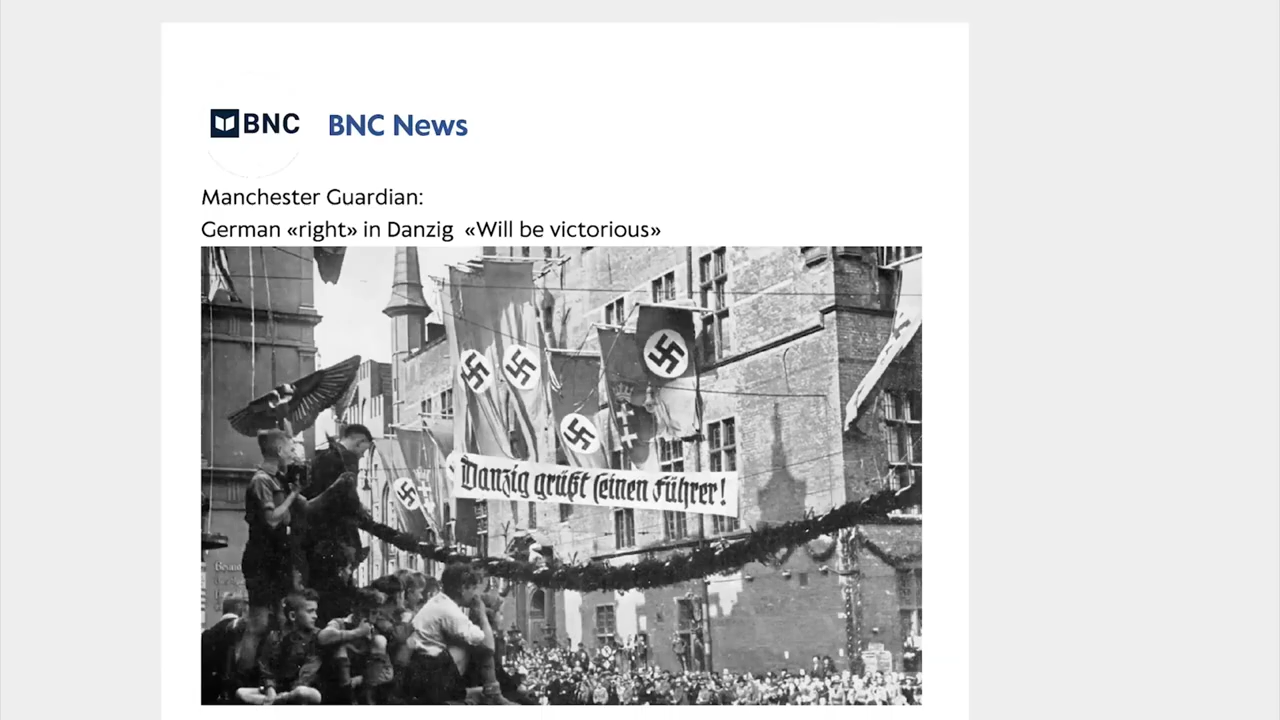 BNC
BNC News
Manchester Guardian:
German «right» in Danzig «Will be victorious»
Danzig grüßt seinen Führer!